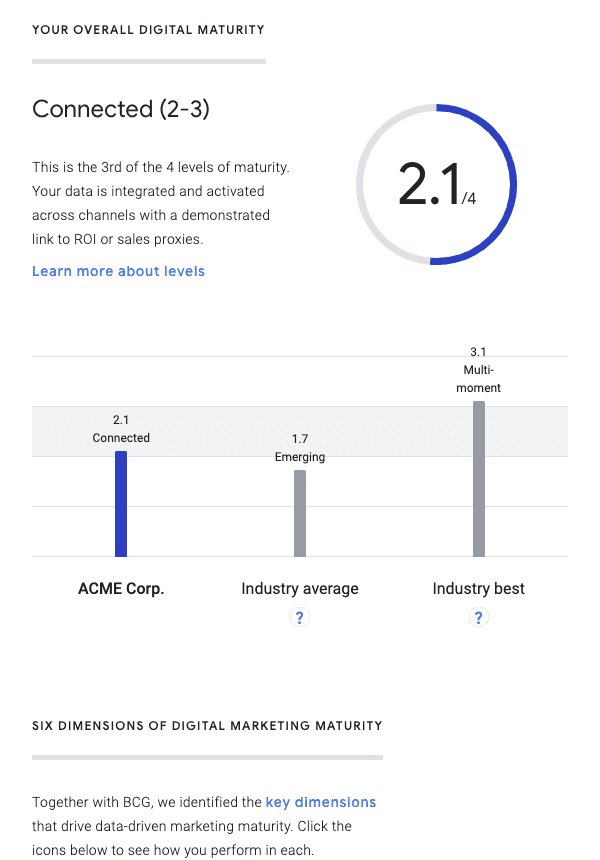 YOUR OVERALL DIGITAL MATURITY
Connected (2-3)
This is the 3rd of the 4 levels of maturity.
Your data is integrated and activated
across channels with a demonstrated
link to ROI or sales proxies.
Learn more about levels
2.1/4
3.1
Multi-
moment
2.1
Connected
1.7
Emerging
ACME Corp.
Industry average
Industry best
?
?
SIX DIMENSIONS OF DIGITAL MARKETING MATURITY
Together with BCG, we identified the key dimensions
that drive data-driven marketing maturity. Click the
icons below to see how you perform in each.